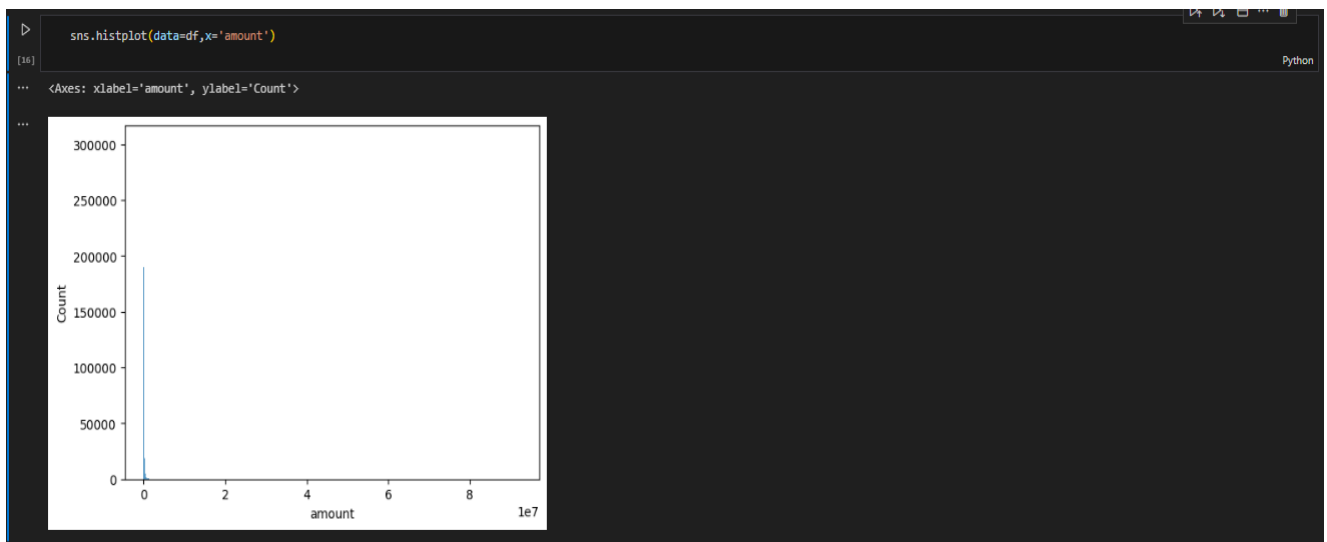 sns.histplot(data=df,x='amount')
[16]
Python
<Axes: xlabel='amount', ylabel='Count'>
300000
250000
200000
150000
100000
50000
0
Count
0 2 4 6 8
1e7
amount